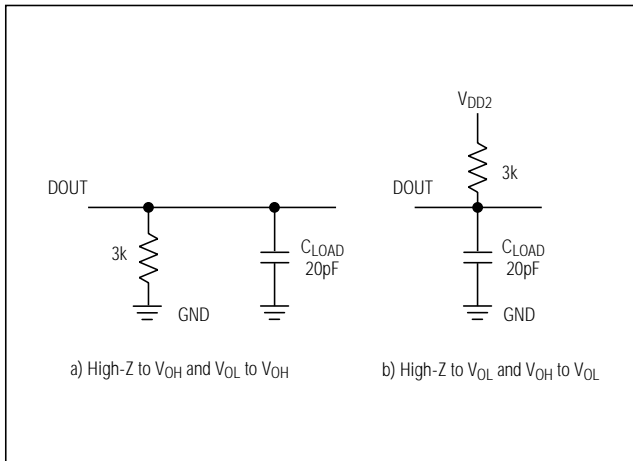 DOUT
3k
GND
CLOAD
20pF
a) High-Z to VOH and VOL to VOH
VDD2
3k
DOUT
CLOAD
20pF
GND
b) High-Z to VOL and VOH to VOL